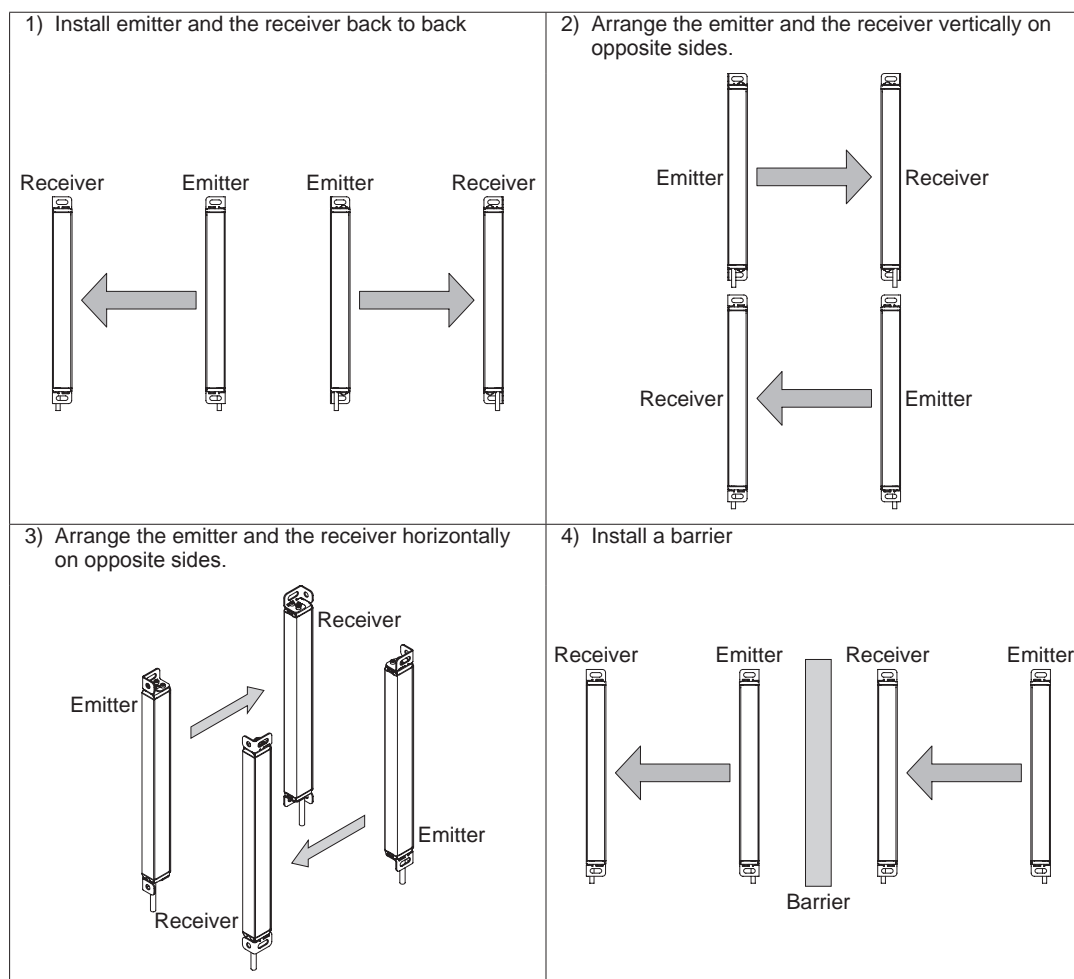 1) Install emitter and the receiver back to back
Receiver Emitter Emitter Receiver
2) Arrange the emitter and the receiver vertically on
opposite sides.
Emitter Receiver
Receiver Emitter
3) Arrange the emitter and the receiver horizontally
on opposite sides.
Receiver
Emitter
Emitter
Receiver
4) Install a barrier
Receiver Emitter Receiver Emitter
Barrier